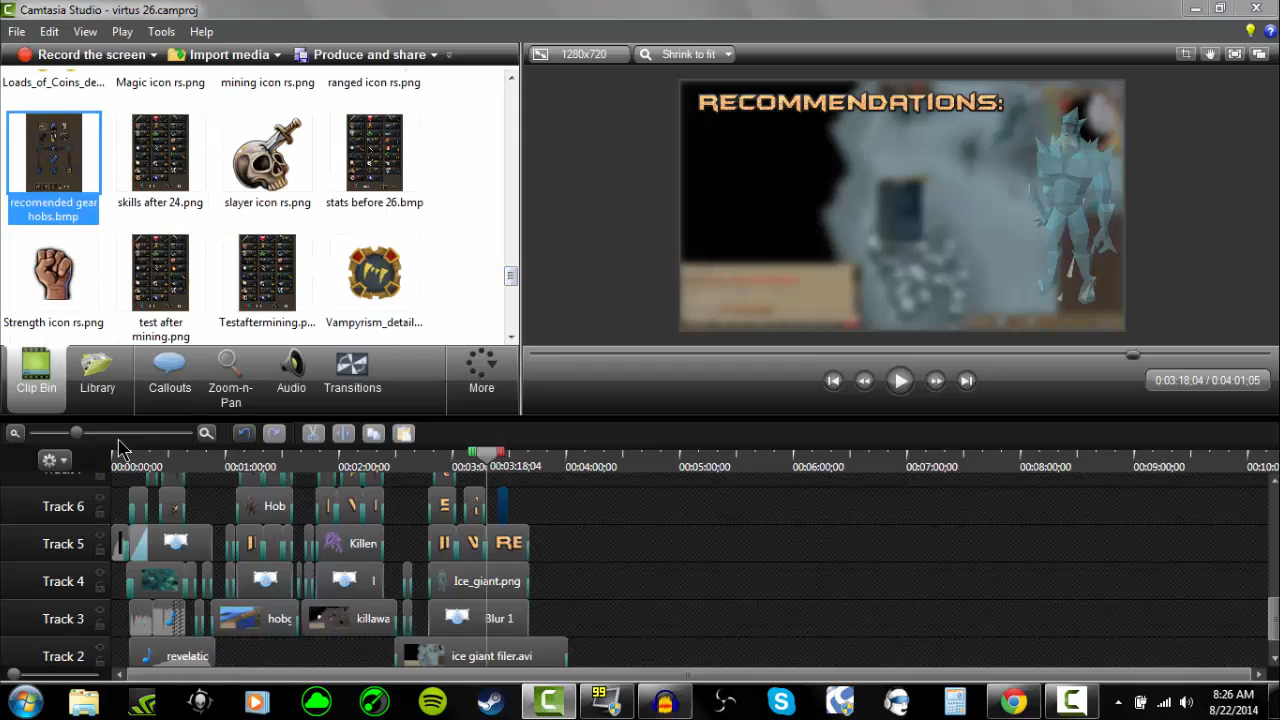 Camtasia Studio - virtus 26.camproj
File Edit View Play Tools Help
Record the screen Import media Produce and share 1280x720 Shrink to fit
Loads_of_Coins_de... Magic icon rs.png mining icon rs.png ranged icon rs.png
RECOMMENDATIONS:
recomended gear hobs.bmp
skills after 24.png slayer icon rs.png stats before 26.bmp
Strength icon rs.png test after mining.png Testaftermining.p... Vampyrism_detail...
Clip Bin Library Callouts Zoom-n-Pan Audio Transitions More
0:03:18;04 / 0:04:01;05
00:00:00;00 00:01:00;00 00:02:00;00 00:03:0 00:03:18;04 00:04:00;00 00:05:00;00 00:06:00;00 00:07:00;00 00:08:00;00 00:09:00;00 00:10:0
Track 6 Hob
Track 5 Killen RE
Track 4 Ice_giant.png
Track 3 hobg killawa Blur 1
Track 2 revelatic ice giant filer.avi
99
8:26 AM
8/22/2014